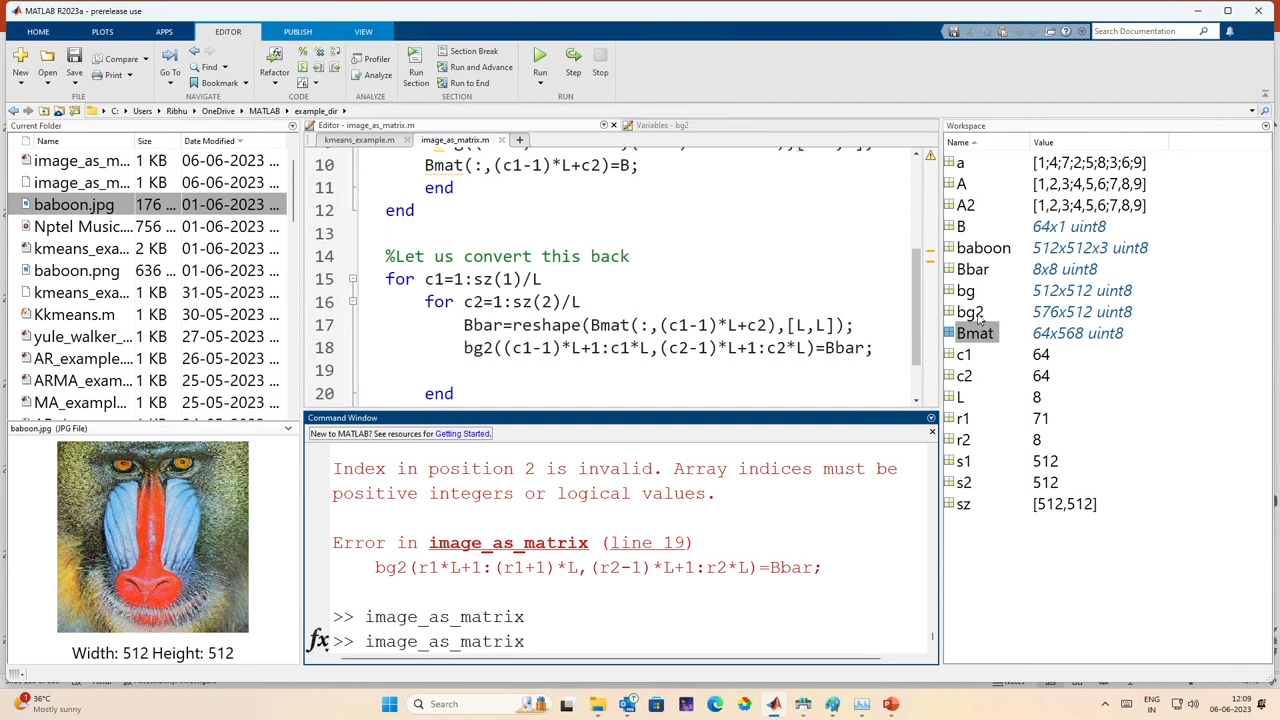 MATLAB R2023a - prerelease use
HOME PLOTS APPS EDITOR PUBLISH VIEW
Search Documentation
New Open Save Compare Print Go To Find Bookmark Refactor Profiler Analyze Run Section Section Break Run and Advance Run to End Run Step Stop
FILE NAVIGATE CODE ANALYZE SECTION RUN
C: Users Ribhu OneDrive MATLAB example_dir
Current Folder
Name Size Date Modified
image_as_m... 1 KB 06-06-2023 ...
image_as_m... 1 KB 06-06-2023 ...
baboon.jpg 176 ... 01-06-2023 ...
Nptel Music... 756 ... 01-06-2023 ...
kmeans_exa... 2 KB 01-06-2023 ...
baboon.png 636 ... 01-06-2023 ...
kmeans_exa... 1 KB 31-05-2023 ...
Kkmeans.m 1 KB 30-05-2023 ...
yule_walker_... 1 KB 31-05-2023 ...
AR_example... 1 KB 26-05-2023 ...
ARMA_exam... 1 KB 25-05-2023 ...
MA_exampl... 1 KB 25-05-2023 ...
baboon.jpg (JPG File)
Width: 512 Height: 512
Editor - image_as_matrix.m Variables - bg2
kmeans_example.m image_as_matrix.m
10 Bmat(:,(c1-1)*L+c2)=B;
11 end
12 end
13
14 %Let us convert this back
15 for c1=1:sz(1)/L
16 for c2=1:sz(2)/L
17 Bbar=reshape(Bmat(:,(c1-1)*L+c2),[L,L]);
18 bg2((c1-1)*L+1:c1*L,(c2-1)*L+1:c2*L)=Bbar;
19
20 end
Command Window
New to MATLAB? See resources for Getting Started.
Index in position 2 is invalid. Array indices must be
positive integers or logical values.
Error in image_as_matrix (line 19)
bg2(r1*L+1:(r1+1)*L,(r2-1)*L+1:r2*L)=Bbar;
>> image_as_matrix
fx >> image_as_matrix
Workspace
Name Value
a [1;4;7;2;5;8;3;6;9]
A [1,2,3;4,5,6;7,8,9]
A2 [1,2,3;4,5,6;7,8,9]
B 64x1 uint8
baboon 512x512x3 uint8
Bbar 8x8 uint8
bg 512x512 uint8
bg2 576x512 uint8
Bmat 64x568 uint8
c1 64
c2 64
L 8
r1 71
r2 8
s1 512
s2 512
sz [512,512]
36°C
Mostly sunny
Search
ENG
IN
12:09
06-06-2023